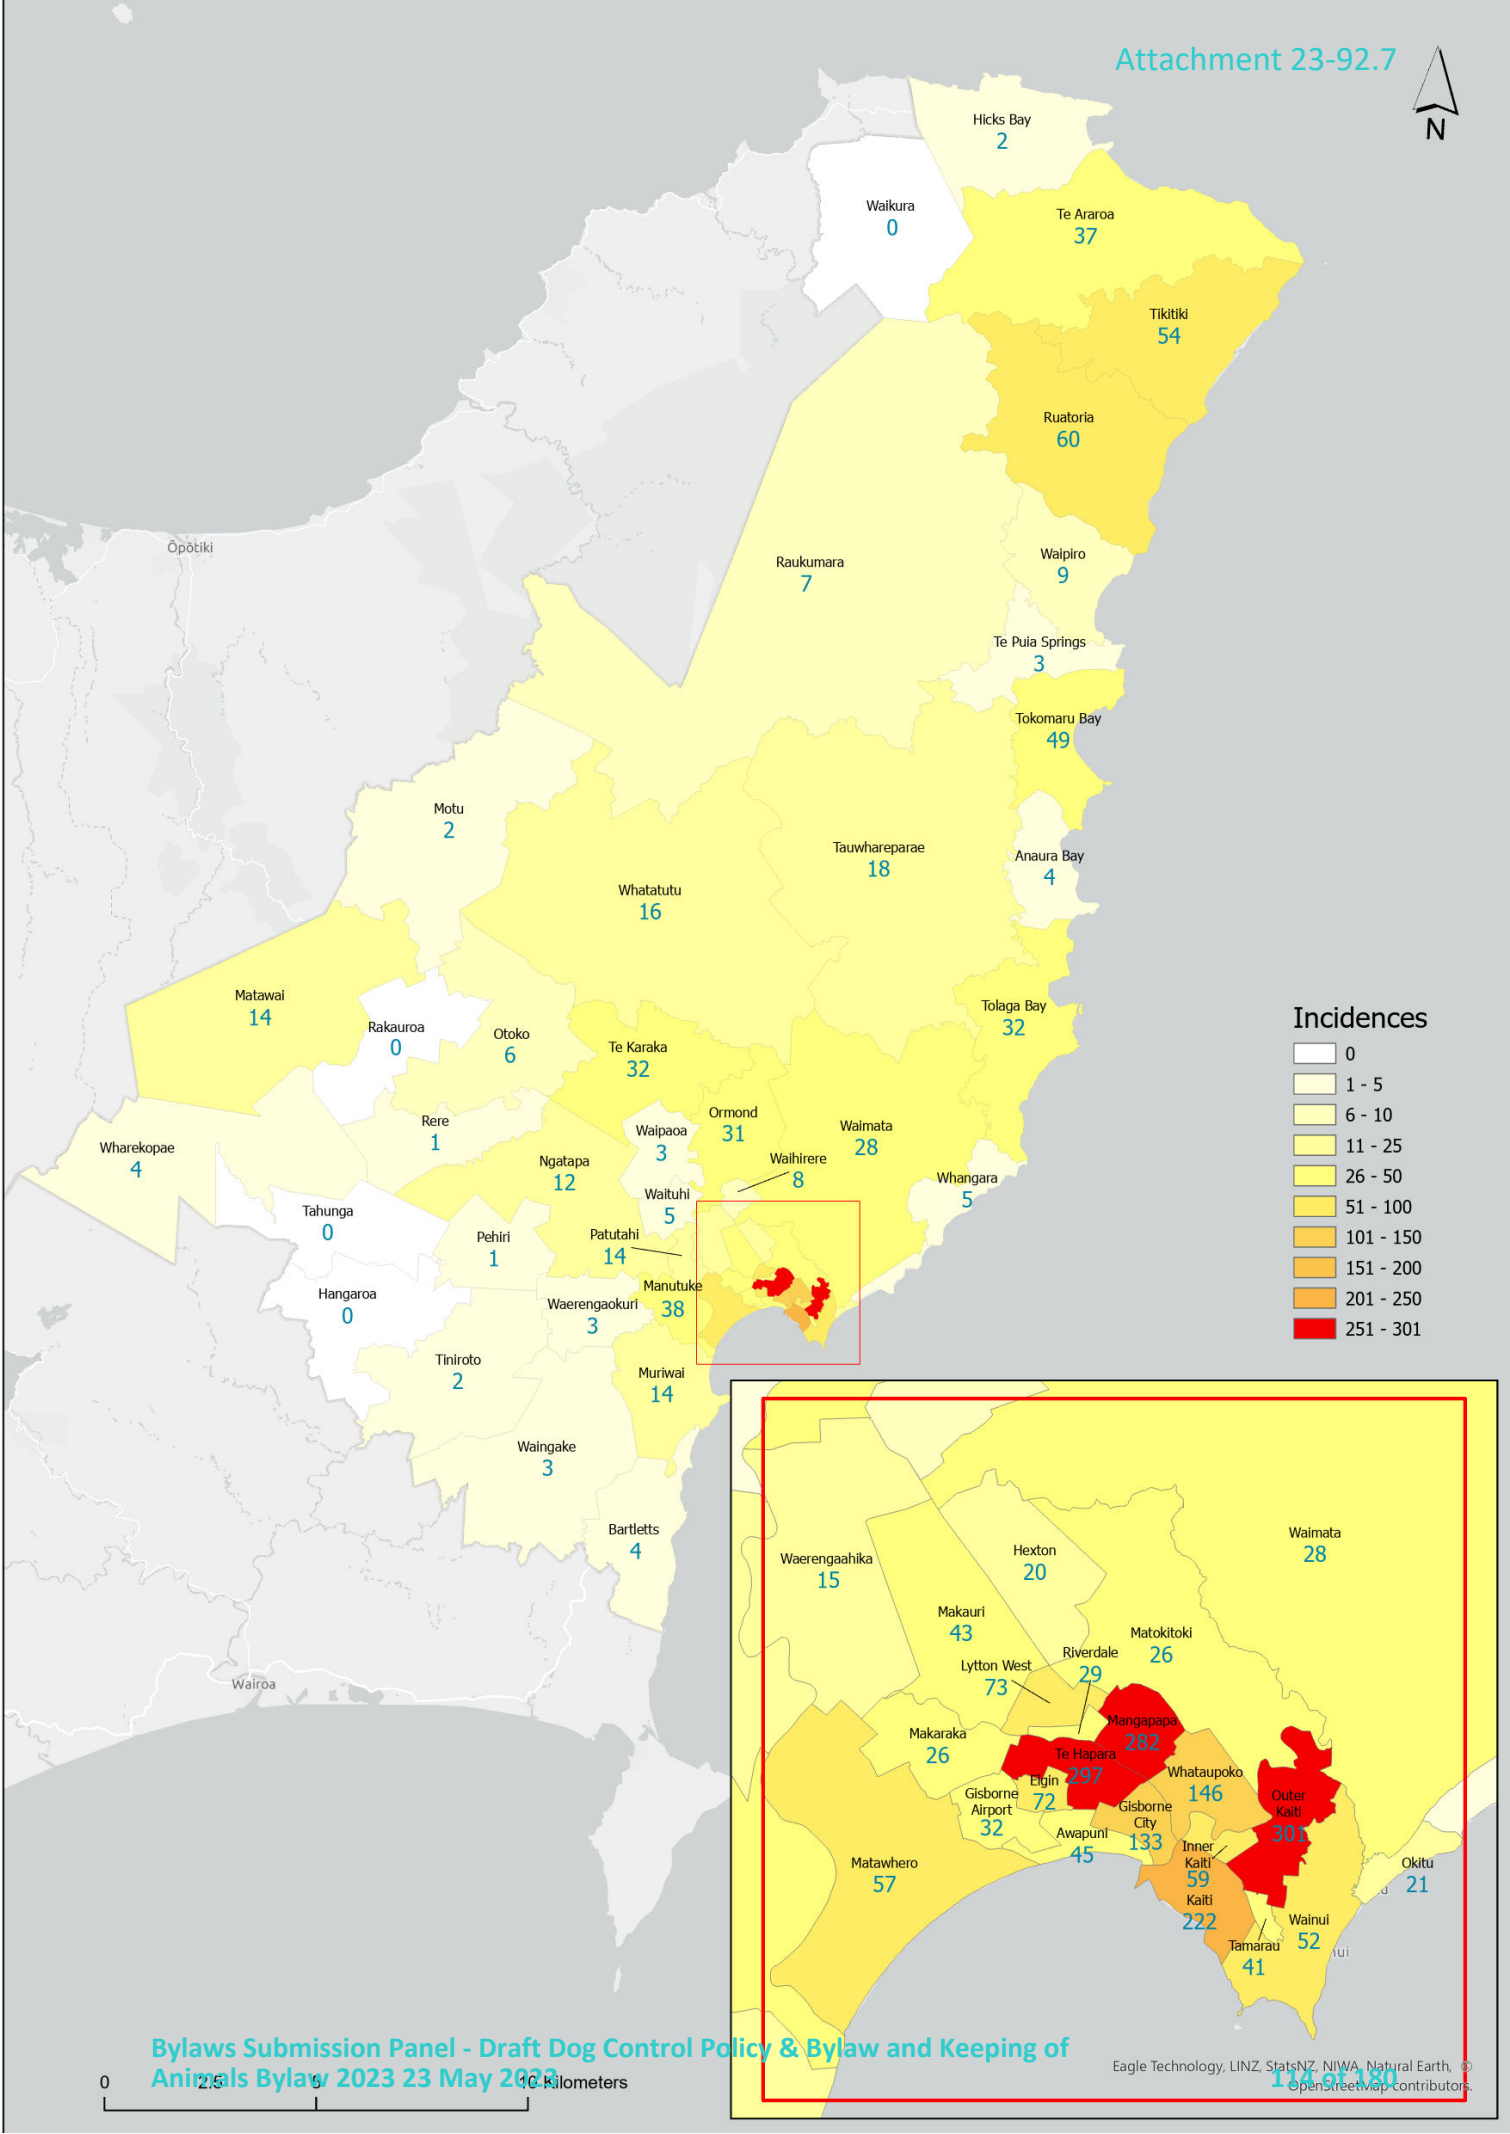 Attachment 23-92.7
N
Hicks Bay
2
Waikura
0
Te Araroa
37
Tikitiki
54
Ruatoria
60
Ōpōtiki
Raukumara
7
Waipiro
9
Te Puia Springs
3
Tokomaru Bay
49
Motu
2
Tauwhareparae
18
Anaura Bay
4
Whatatutu
16
Matawai
14
Rakauroa
0
Otoko
6
Te Karaka
32
Tolaga Bay
32
Incidences
0
1 - 5
6 - 10
11 - 25
26 - 50
51 - 100
101 - 150
151 - 200
201 - 250
251 - 301
Wharekopae
4
Rere
1
Waipaoa
3
Ormond
31
Waimata
28
Ngatapa
12
Waihirere
8
Whangara
5
Waituhi
5
Tahunga
0
Pehiri
1
Patutahi
14
Hangaroa
0
Waerengaokuri
3
Manutuke
38
Tiniroto
2
Muriwai
14
Waingake
3
Bartletts
4
Wairoa
Waerengaahika
15
Hexton
20
Waimata
28
Makauri
43
Matokitoki
26
Riverdale
29
Lytton West
73
Makaraka
26
Mangapapa
282
Te Hapara
297
Elgin
72
Whataupoko
146
Gisborne
Airport
32
Gisborne
City
133
Outer
Kaiti
301
Awapuni
45
Inner
Kaiti
59
Matawhero
57
Okitu
21
Kaiti
222
Wainui
52
Tamarau
41
Bylaws Submission Panel - Draft Dog Control Policy & Bylaw and Keeping of
Animals Bylaw 2023 23 May 2023
0 2.5 5 10 Kilometers
Eagle Technology, LINZ, StatsNZ, NIWA, Natural Earth, ©
OpenStreetMap contributors.
114 of 180